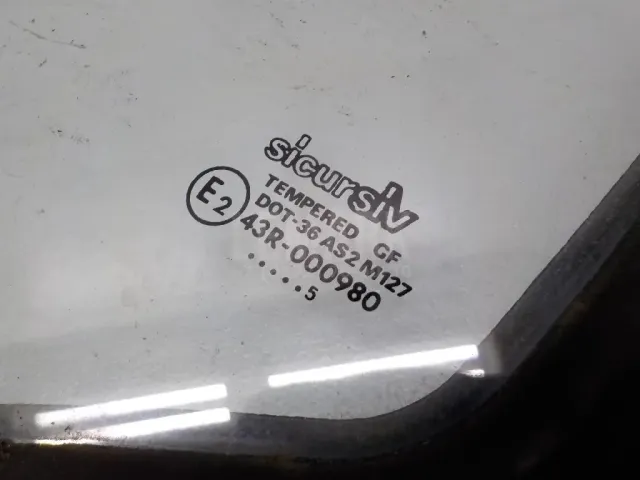 sicursiv
TEMPERED GF
E2
DOT-36 AS2 M127
43R-000980
.....5